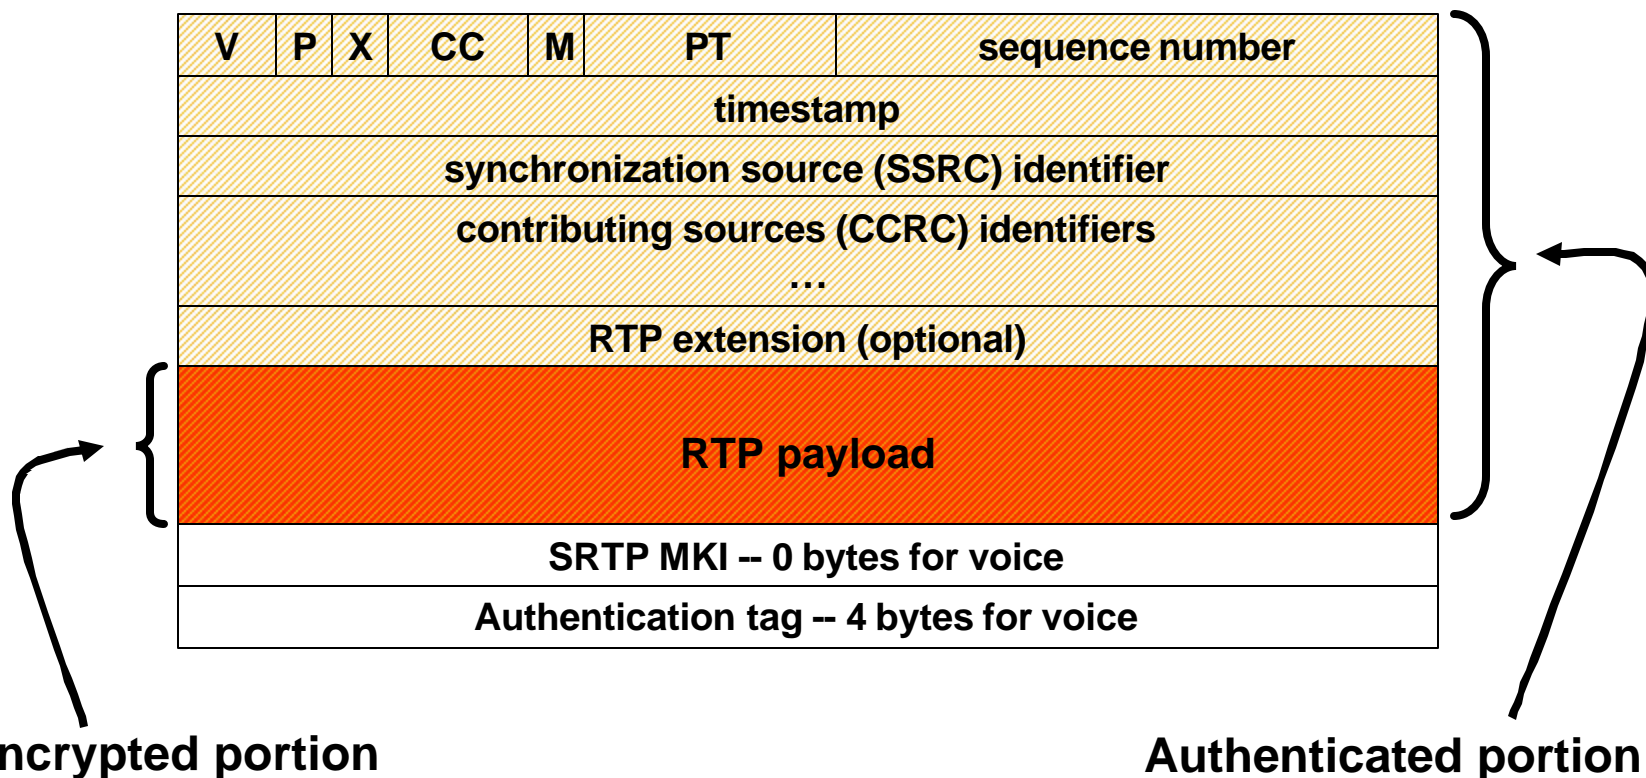 V P X CC M PT sequence number
timestamp
synchronization source (SSRC) identifier
contributing sources (CCRC) identifiers
...
RTP extension (optional)
RTP payload
SRTP MKI -- 0 bytes for voice
Authentication tag -- 4 bytes for voice
ncrypted portion
Authenticated portion